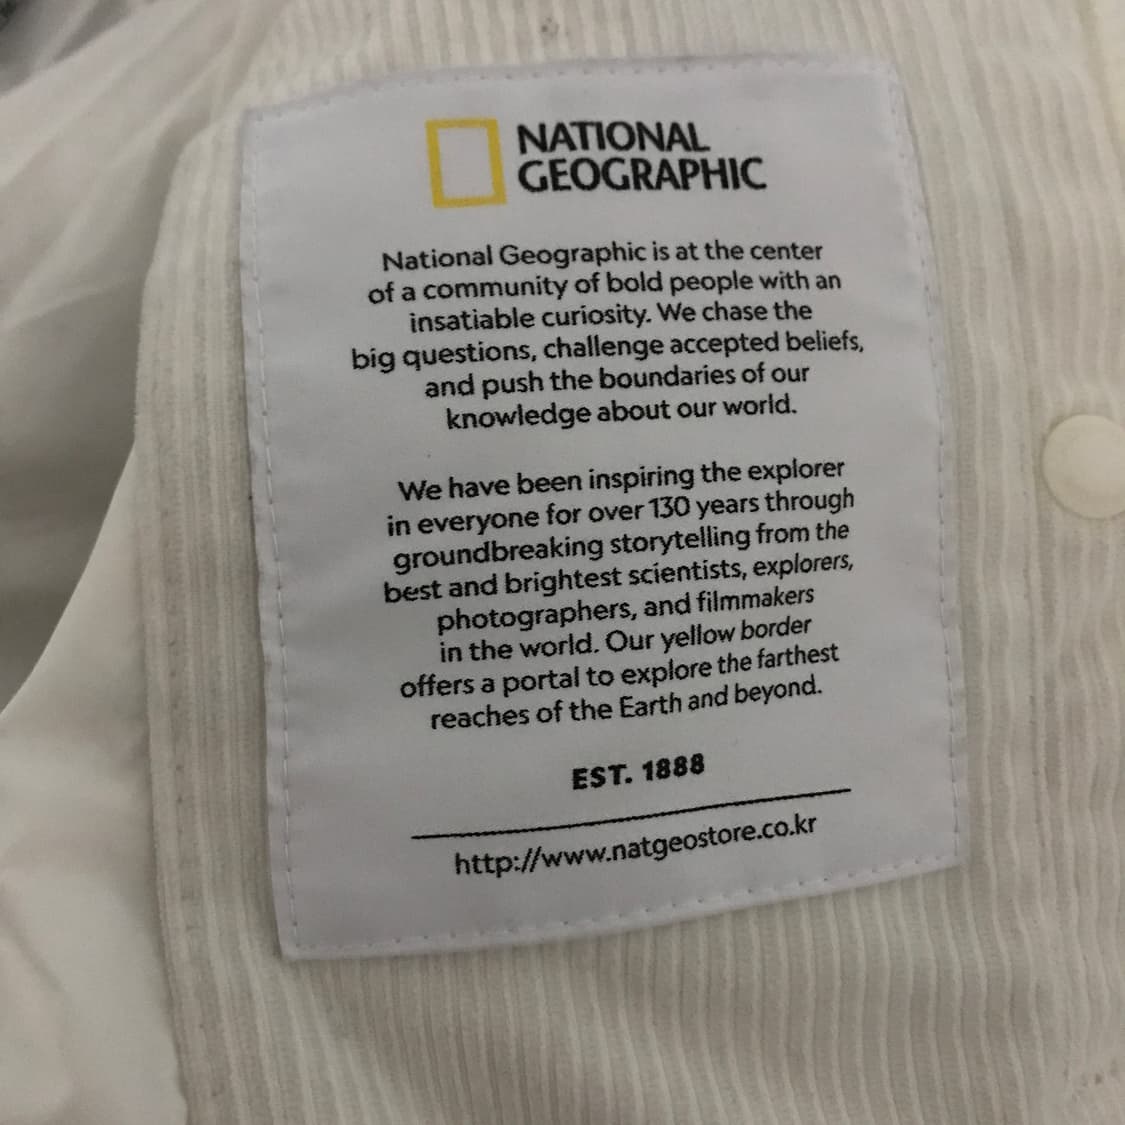 NATIONAL
GEOGRAPHIC
National Geographic is at the center
of a community of bold people with an
insatiable curiosity. We chase the
big questions, challenge accepted beliefs,
and push the boundaries of our
knowledge about our world.
We have been inspiring the explorer
in everyone for over 130 years through
groundbreaking storytelling from the
best and brightest scientists, explorers,
photographers, and filmmakers
in the world. Our yellow border
offers a portal to explore the farthest
reaches of the Earth and beyond.
EST. 1888
http://www.natgeostore.co.kr